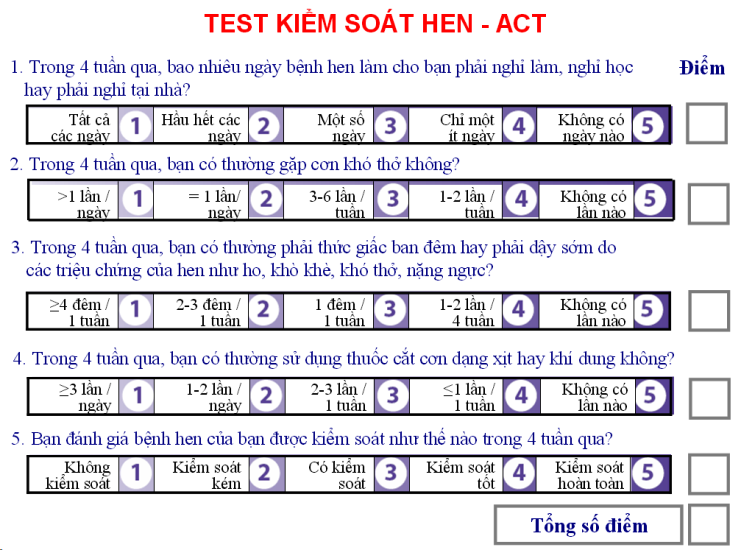 TEST KIỂM SOÁT HEN - ACT
1. Trong 4 tuần qua, bao nhiêu ngày bệnh hen làm cho bạn phải nghỉ làm, nghỉ học
hay phải nghỉ tại nhà?
Điểm
Tất cả các ngày 1 Hầu hết các ngày 2 Một số ngày 3 Chỉ một ít ngày 4 Không có ngày nào 5
2. Trong 4 tuần qua, bạn có thường gặp cơn khó thở không?
>1 lần / ngày 1 = 1 lần/ ngày 2 3-6 lần / tuần 3 1-2 lần / tuần 4 Không có lần nào 5
3. Trong 4 tuần qua, bạn có thường phải thức giấc ban đêm hay phải dậy sớm do
các triệu chứng của hen như ho, khò khè, khó thở, nặng ngực?
≥4 đêm / 1 tuần 1 2-3 đêm / 1 tuần 2 1 đêm / 1 tuần 3 1-2 lần / 4 tuần 4 Không có lần nào 5
4. Trong 4 tuần qua, bạn có thường sử dụng thuốc cắt cơn dạng xịt hay khí dung không?
≥3 lần / ngày 1 1-2 lần / ngày 2 2-3 lần / 1 tuần 3 ≤1 lần / 1 tuần 4 Không có lần nào 5
5. Bạn đánh giá bệnh hen của bạn được kiểm soát như thế nào trong 4 tuần qua?
Không kiểm soát 1 Kiểm soát kém 2 Có kiểm soát 3 Kiểm soát tốt 4 Kiểm soát hoàn toàn 5
Tổng số điểm